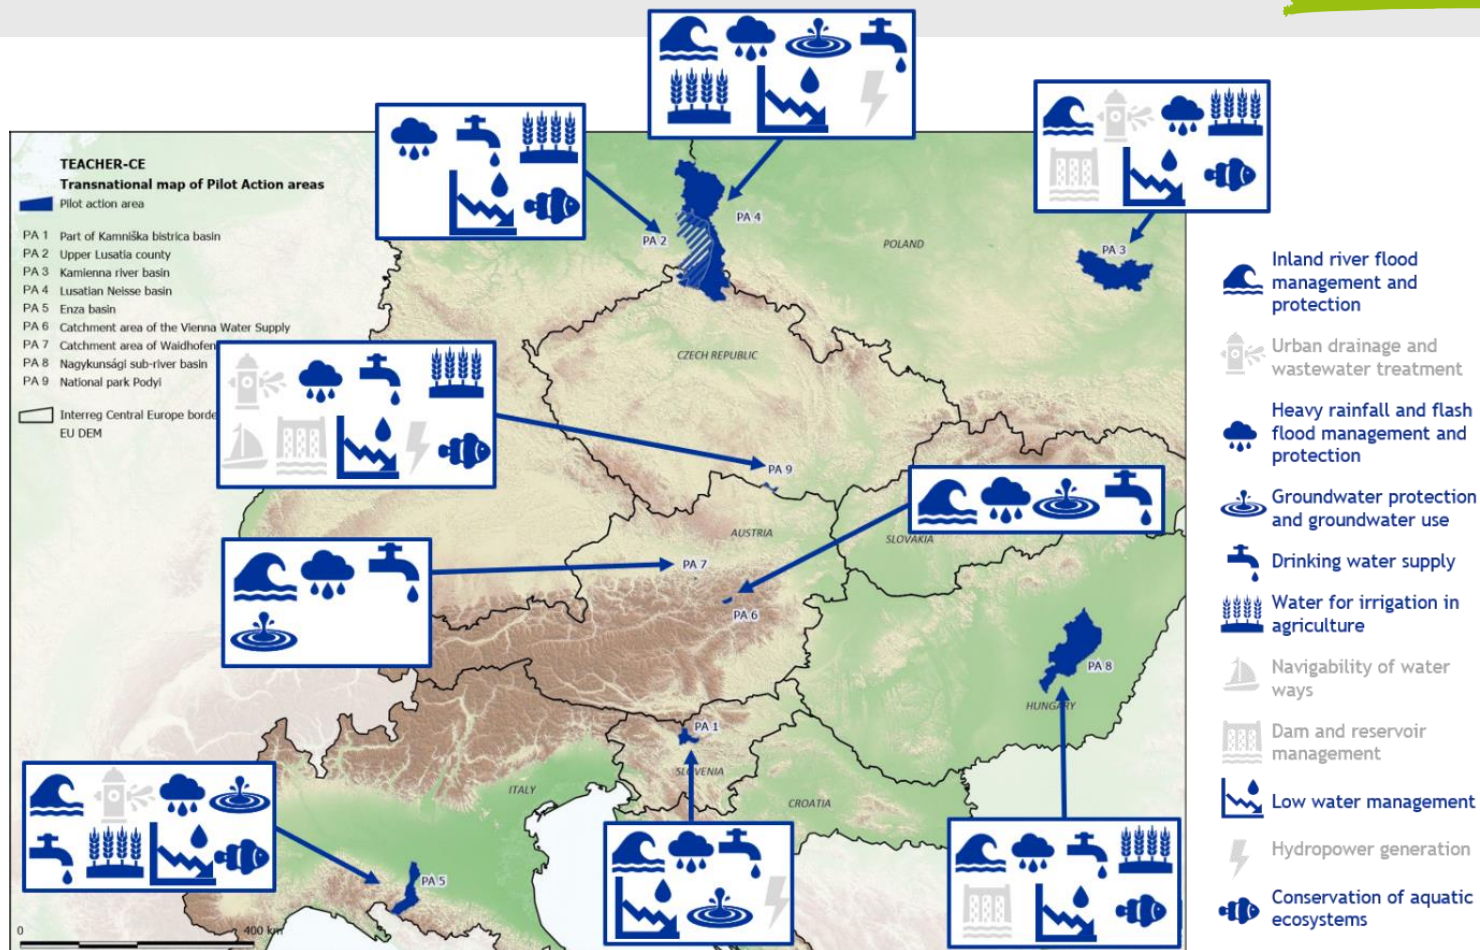 TEACHER-CE
Transnational map of Pilot Action areas
Pilot action area
PA 1 Part of Kamniška bistrica basin
PA 2 Upper Lusatia county
PA 3 Kamienna river basin
PA 4 Lusatian Neisse basin
PA 5 Enza basin
PA 6 Catchment area of the Vienna Water Supply
PA 7 Catchment area of Waidhofen
PA 8 Nagykunsági sub-river basin
PA 9 National park Podyi
Interreg Central Europe borde
EU DEM
PA 4
PA 2
POLAND
PA 3
CZECH REPUBLIC
PA 9
AUSTRIA
SLOVAKIA
PA 7
PA 6
PA 8
HUNGARY
PA 1
SLOVENIA
ITALY
CROATIA
PA 5
0
400 km
Inland river flood
management and
protection
Urban drainage and
wastewater treatment
Heavy rainfall and flash
flood management and
protection
Groundwater protection
and groundwater use
Drinking water supply
Water for irrigation in
agriculture
Navigability of water
ways
Dam and reservoir
management
Low water management
Hydropower generation
Conservation of aquatic
ecosystems